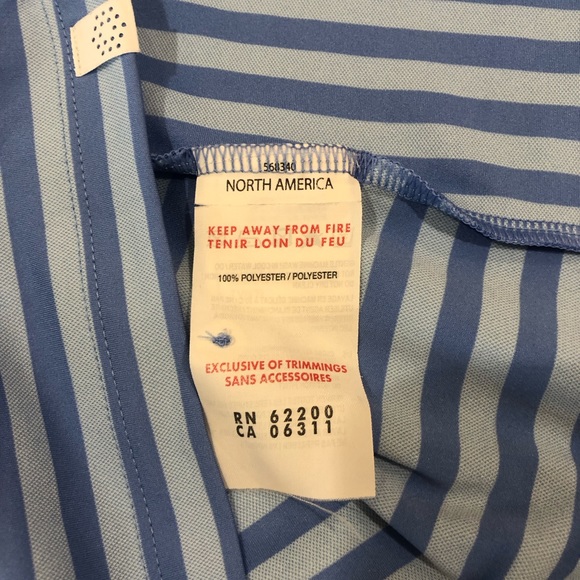 568340
NORTH AMERICA
KEEP AWAY FROM FIRE
TENIR LOIN DU FEU
100% POLYESTER / POLYESTER
EXCLUSIVE OF TRIMMINGS
SANS ACCESSOIRES
RN 62200
CA 06311